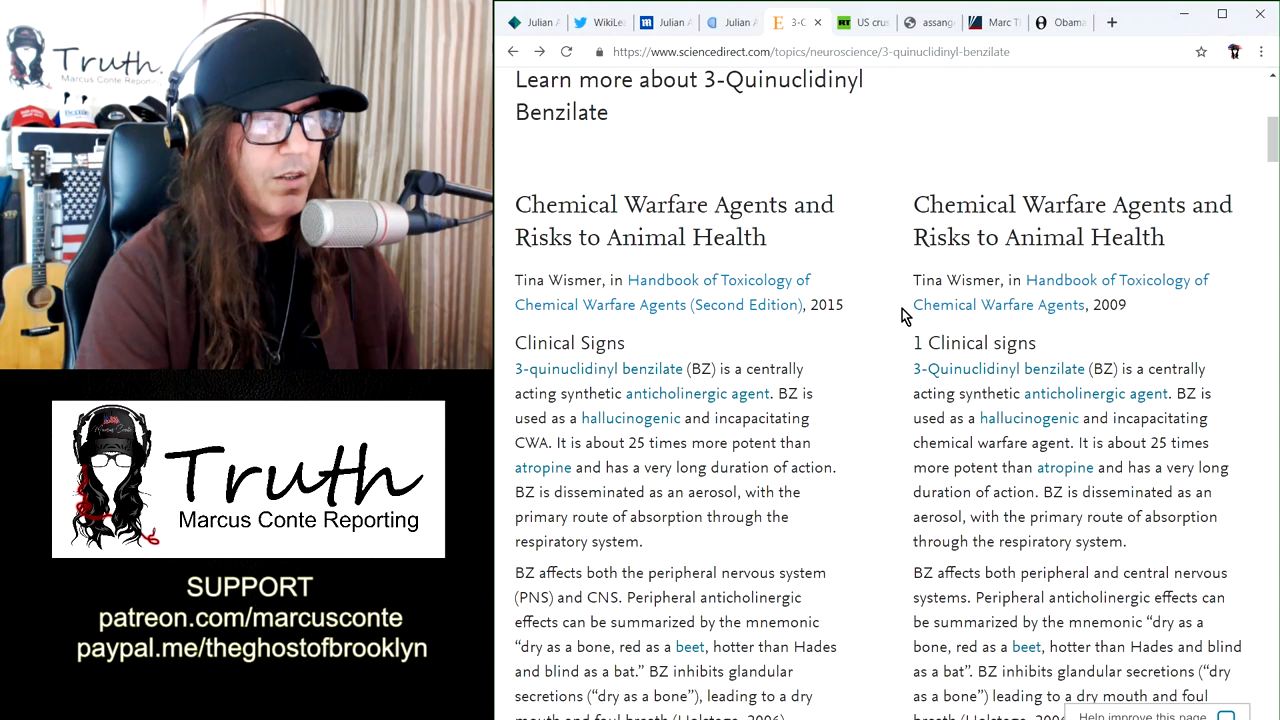 Truth.
Marcus Conte Reporting
Truth
Marcus Conte Reporting
SUPPORT
patreon.com/marcusconte
paypal.me/theghostofbrooklyn
Julian A
WikiLe
Julian A
Julian A
3-C
US crus
assang
Marc T
Obama
https://www.sciencedirect.com/topics/neuroscience/3-quinuclidinyl-benzilate
Learn more about 3-Quinuclidinyl
Benzilate
Chemical Warfare Agents and
Risks to Animal Health
Tina Wismer, in Handbook of Toxicology of
Chemical Warfare Agents (Second Edition), 2015
Clinical Signs
3-quinuclidinyl benzilate (BZ) is a centrally
acting synthetic anticholinergic agent. BZ is
used as a hallucinogenic and incapacitating
CWA. It is about 25 times more potent than
atropine and has a very long duration of action.
BZ is disseminated as an aerosol, with the
primary route of absorption through the
respiratory system.
BZ affects both the peripheral nervous system
(PNS) and CNS. Peripheral anticholinergic
effects can be summarized by the mnemonic
“dry as a bone, red as a beet, hotter than Hades
and blind as a bat.” BZ inhibits glandular
secretions (“dry as a bone”), leading to a dry
mouth and foul breath (Holstege, 2006).
Chemical Warfare Agents and
Risks to Animal Health
Tina Wismer, in Handbook of Toxicology of
Chemical Warfare Agents, 2009
1 Clinical signs
3-Quinuclidinyl benzilate (BZ) is a centrally
acting synthetic anticholinergic agent. BZ is
used as a hallucinogenic and incapacitating
chemical warfare agent. It is about 25 times
more potent than atropine and has a very long
duration of action. BZ is disseminated as an
aerosol, with the primary route of absorption
through the respiratory system.
BZ affects both peripheral and central nervous
systems. Peripheral anticholinergic effects can
be summarized by the mnemonic “dry as a
bone, red as a beet, hotter than Hades and blind
as a bat”. BZ inhibits glandular secretions (“dry
as a bone”) leading to a dry mouth and foul
breath (Holstege, 2006
Help improve this page